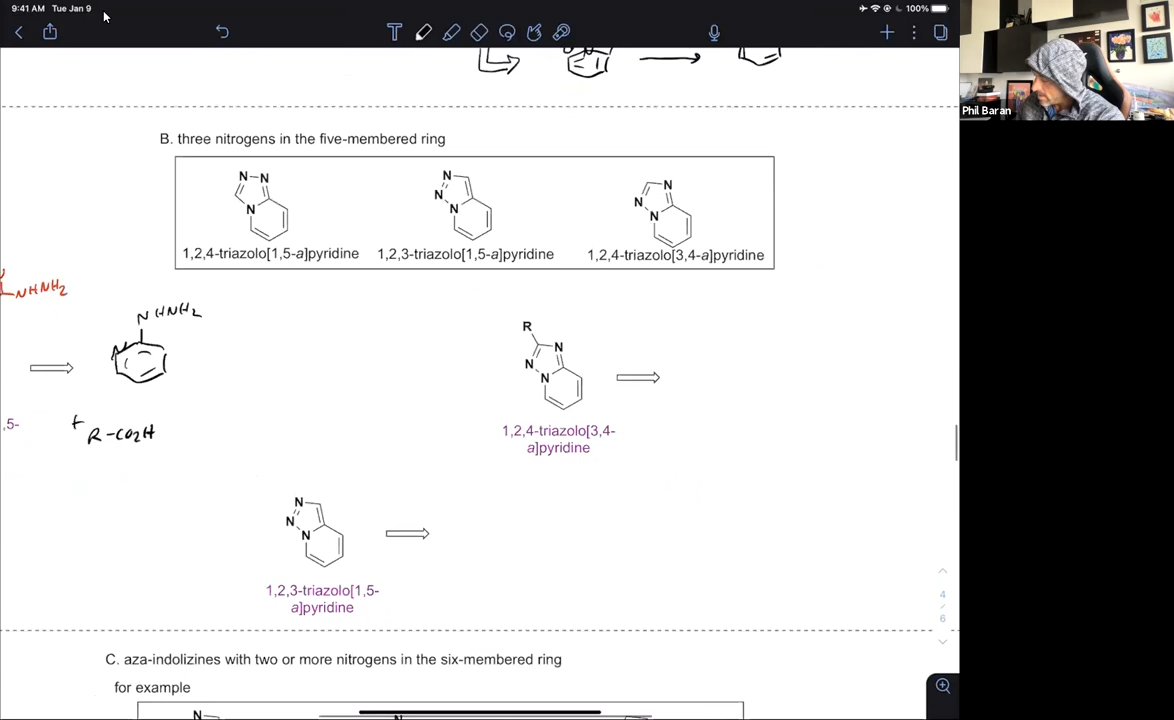 9:41 AM Tue Jan 9
100%
Phil Baran
B. three nitrogens in the five-membered ring
N N N N N N N N N
1,2,4-triazolo[1,5-a]pyridine 1,2,3-triazolo[1,5-a]pyridine 1,2,4-triazolo[3,4-a]pyridine
NHNH2
NHNH2
N
R
N
N
N
,5-
+ R-CO2H
1,2,4-triazolo[3,4-
a]pyridine
N
N
N
1,2,3-triazolo[1,5-
a]pyridine
4
/
6
C. aza-indolizines with two or more nitrogens in the six-membered ring
for example
N
N